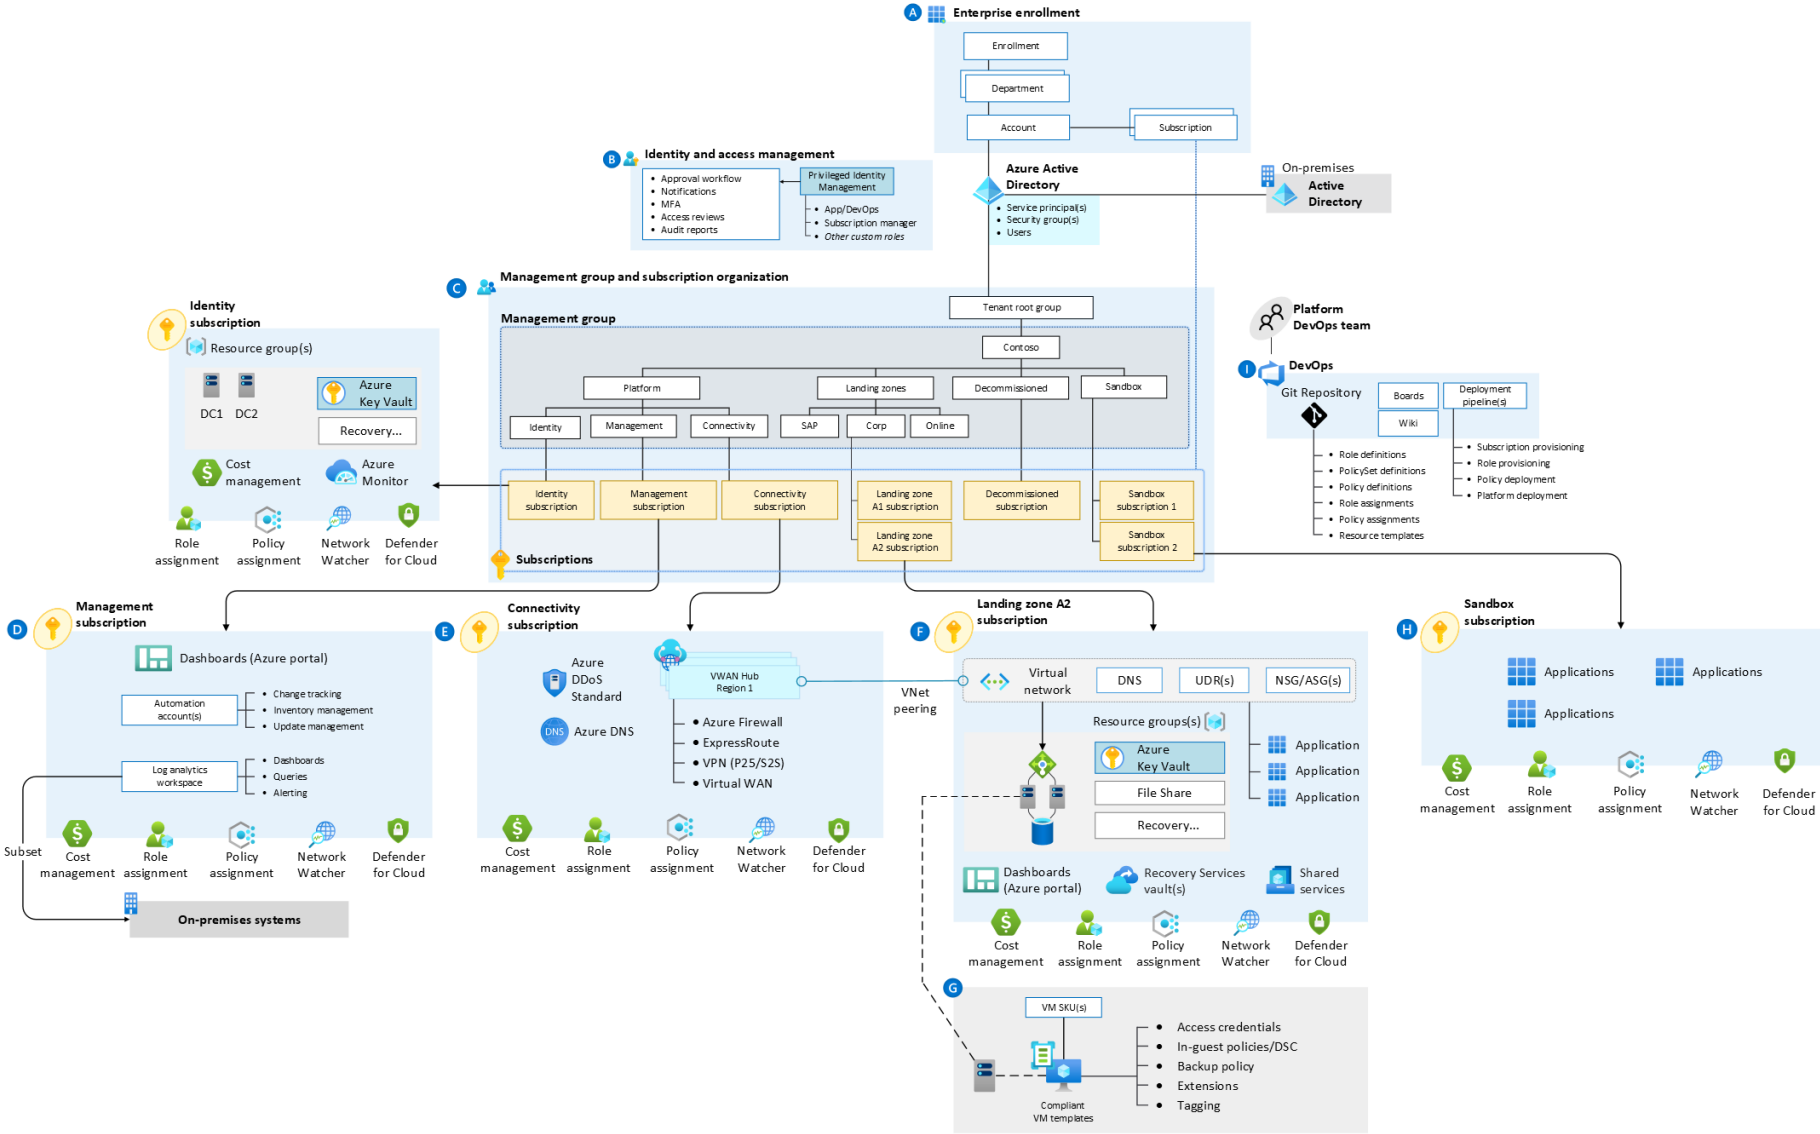 A
Enterprise enrollment
Enrollment
Department
Account
Subscription
B
Identity and access management
Approval workflow
Notifications
MFA
Access reviews
Audit reports
Privileged Identity
Management
App/DevOps
Subscription manager
Other custom roles
Azure Active
Directory
Service principal(s)
Security group(s)
Users
On-premises
Active
Directory
C
Management group and subscription organization
Tenant root group
Management group
Contoso
Platform
Landing zones
Decommissioned
Sandbox
Identity
Management
Connectivity
SAP
Corp
Online
Identity
subscription
Management
subscription
Connectivity
subscription
Landing zone
A1 subscription
Landing zone
A2 subscription
Decommissioned
subscription
Sandbox
subscription 1
Sandbox
subscription 2
Subscriptions
Identity
subscription
Resource group(s)
DC1
DC2
Azure
Key Vault
Recovery...
Cost
management
Azure
Monitor
Role
assignment
Policy
assignment
Network
Watcher
Defender
for Cloud
Platform
DevOps team
I
DevOps
Git Repository
Boards
Wiki
Deployment
pipeline(s)
Role definitions
PolicySet definitions
Policy definitions
Role assignments
Policy assignments
Resource templates
Subscription provisioning
Role provisioning
Policy deployment
Platform deployment
D
Management
subscription
Dashboards (Azure portal)
Automation
account(s)
Change tracking
Inventory management
Update management
Log analytics
workspace
Dashboards
Queries
Alerting
Subset
Cost
management
Role
assignment
Policy
assignment
Network
Watcher
Defender
for Cloud
On-premises systems
E
Connectivity
subscription
Azure
DDoS
Standard
DNS
Azure DNS
VWAN Hub
Region 1
Azure Firewall
ExpressRoute
VPN (P25/S2S)
Virtual WAN
VNet
peering
Cost
management
Role
assignment
Policy
assignment
Network
Watcher
Defender
for Cloud
F
Landing zone A2
subscription
Virtual
network
DNS
UDR(s)
NSG/ASG(s)
Resource groups(s)
Azure
Key Vault
File Share
Recovery...
Application
Application
Application
Dashboards
(Azure portal)
Recovery Services
vault(s)
Shared
services
Cost
management
Role
assignment
Policy
assignment
Network
Watcher
Defender
for Cloud
G
VM SKU(s)
Compliant
VM templates
Access credentials
In-guest policies/DSC
Backup policy
Extensions
Tagging
H
Sandbox
subscription
Applications
Applications
Applications
Cost
management
Role
assignment
Policy
assignment
Network
Watcher
Defender
for Cloud